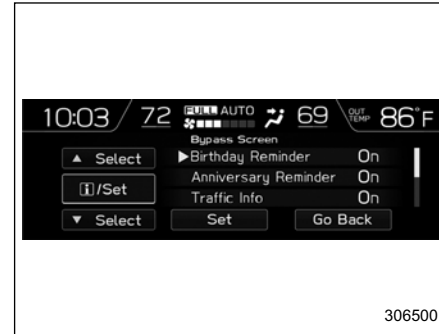 10:03 72 FULL AUTO 69 OUT TEMP 86°F
Bypass Screen
▲ Select ▶Birthday Reminder On
i/Set Anniversary Reminder On
Traffic Info On
▼ Select Set Go Back
306500